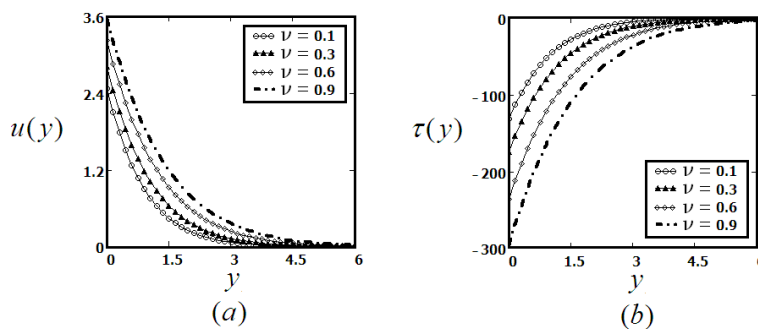 3.6
2.4
1.2
0
u(y)
ν = 0.1
ν = 0.3
ν = 0.6
ν = 0.9
0 1.5 3 4.5 6
y
(a)
0
-100
-200
-300
τ(y)
ν = 0.1
ν = 0.3
ν = 0.6
ν = 0.9
0 1.5 3 4.5 6
y
(b)